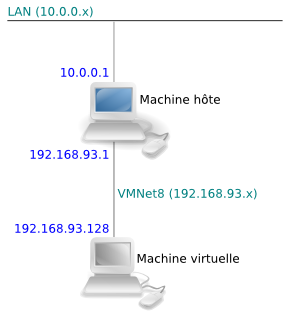 LAN (10.0.0.x)
10.0.0.1
Machine hôte
192.168.93.1
VMNet8 (192.168.93.x)
192.168.93.128
Machine virtuelle